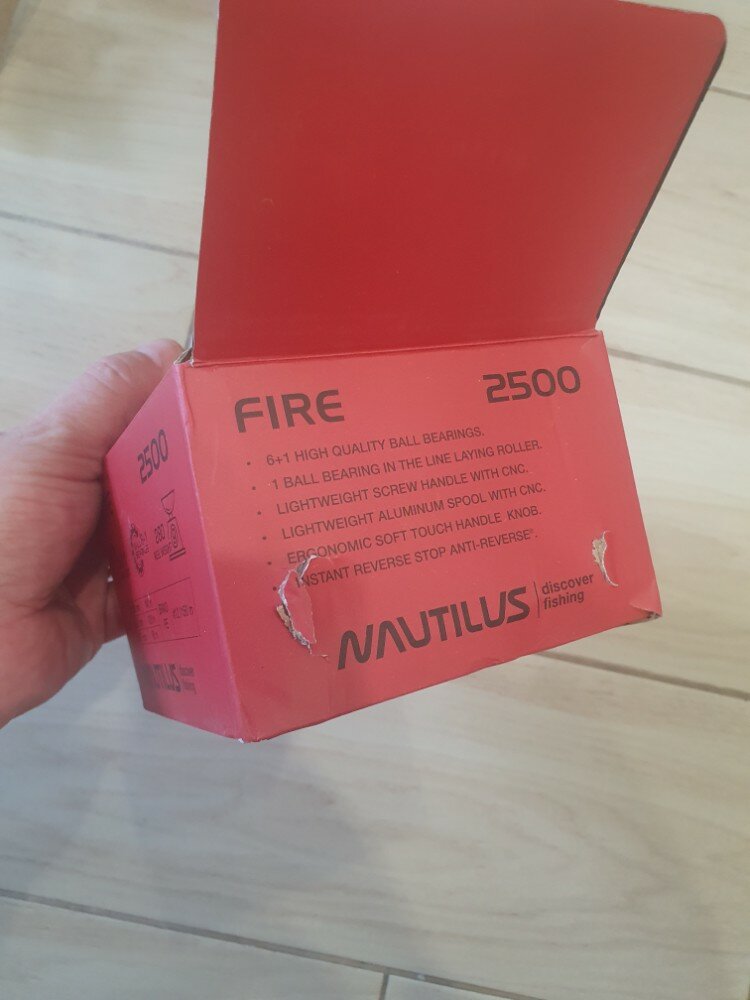 FIRE 2500
• 6+1 HIGH QUALITY BALL BEARINGS.
• 1 BALL BEARING IN THE LINE LAYING ROLLER.
• LIGHTWEIGHT SCREW HANDLE WITH CNC.
• LIGHTWEIGHT ALUMINUM SPOOL WITH CNC.
• ERGONOMIC SOFT TOUCH HANDLE KNOB.
• INSTANT REVERSE STOP ANTI-REVERSE".
NAUTILUS discover
fishing
2500
280